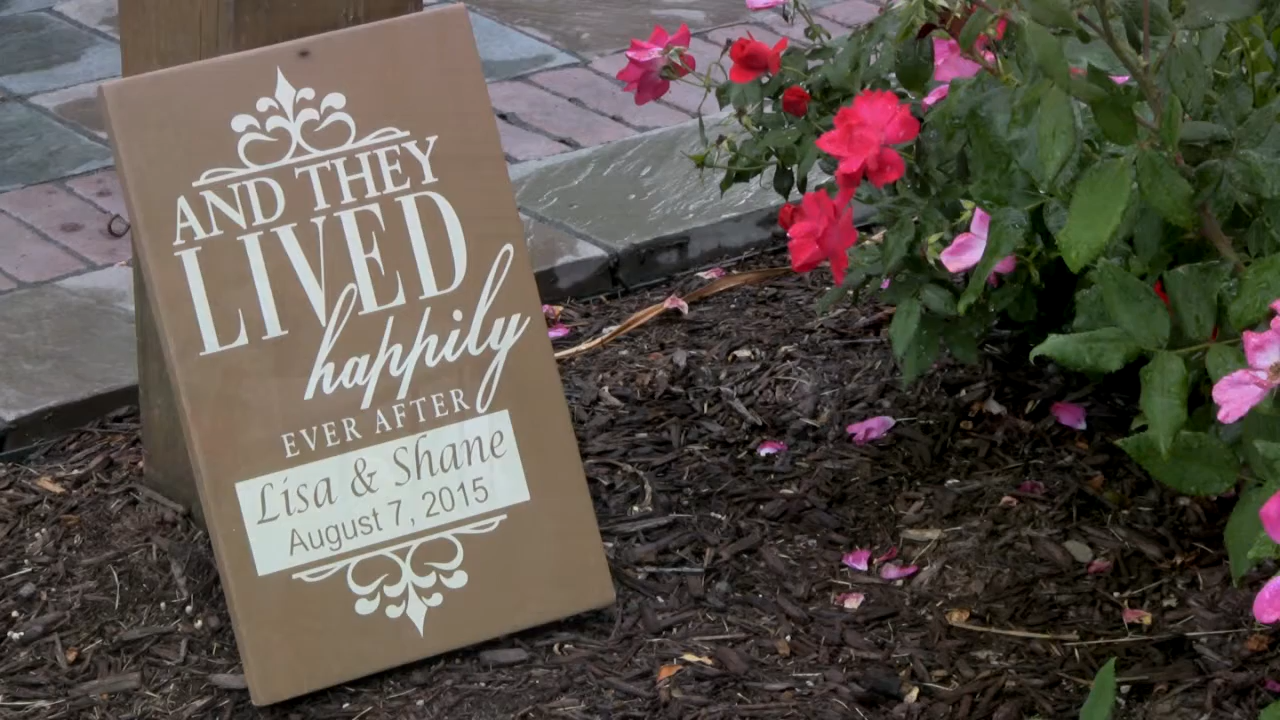 AND THEY
LIVED
happily
EVER AFTER
Lisa & Shane
August 7, 2015